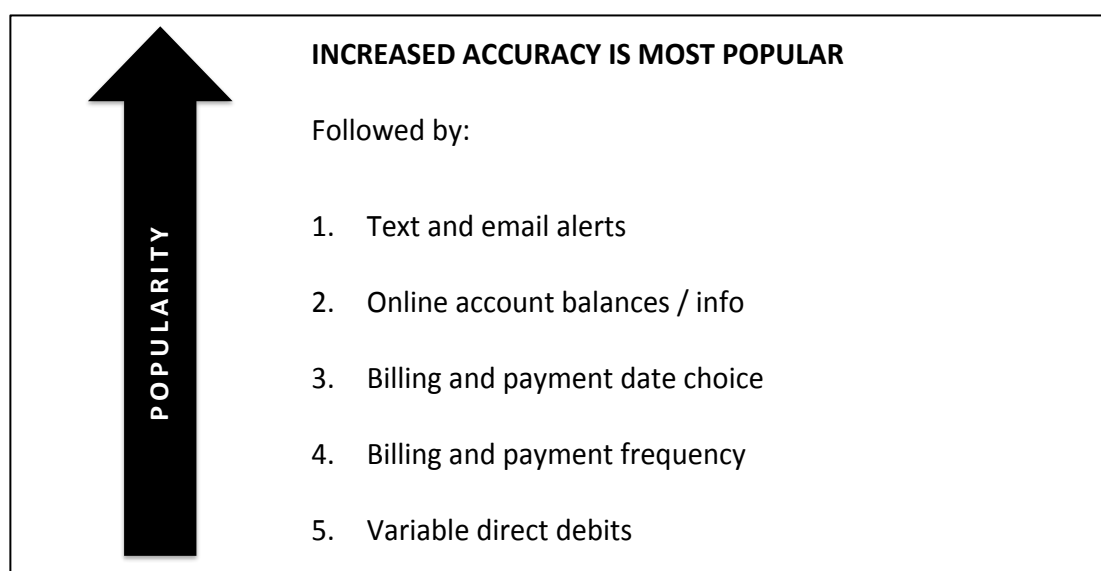 INCREASED ACCURACY IS MOST POPULAR
Followed by:
1. Text and email alerts
2. Online account balances / info
3. Billing and payment date choice
4. Billing and payment frequency
5. Variable direct debits
POPULARITY